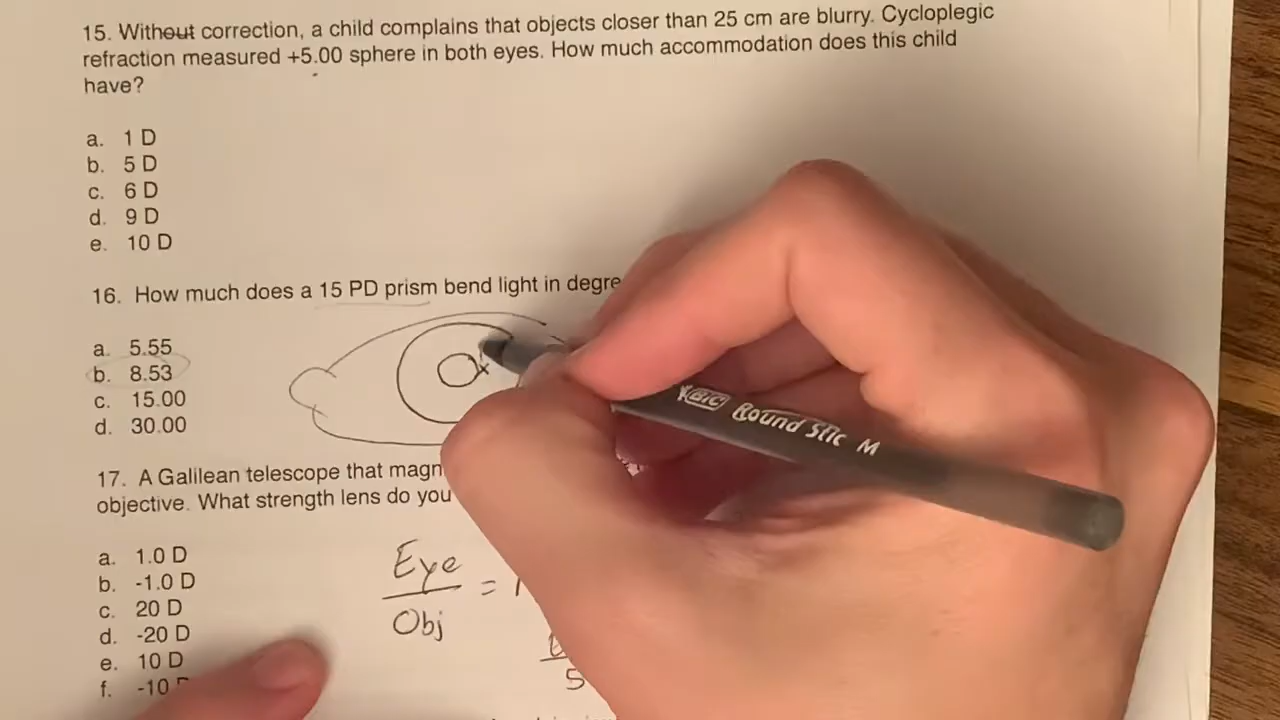 15. Without correction, a child complains that objects closer than 25 cm are blurry. Cycloplegic
refraction measured +5.00 sphere in both eyes. How much accommodation does this child
have?
a. 1 D
b. 5 D
c. 6 D
d. 9 D
e. 10 D
16. How much does a 15 PD prism bend light in degre
a. 5.55
b. 8.53
c. 15.00
d. 30.00
17. A Galilean telescope that magn
objective. What strength lens do you
a. 1.0 D
b. -1.0 D
c. 20 D
d. -20 D
e. 10 D
f. -10
Eye
=
Obj
5
BIC Round Stic M